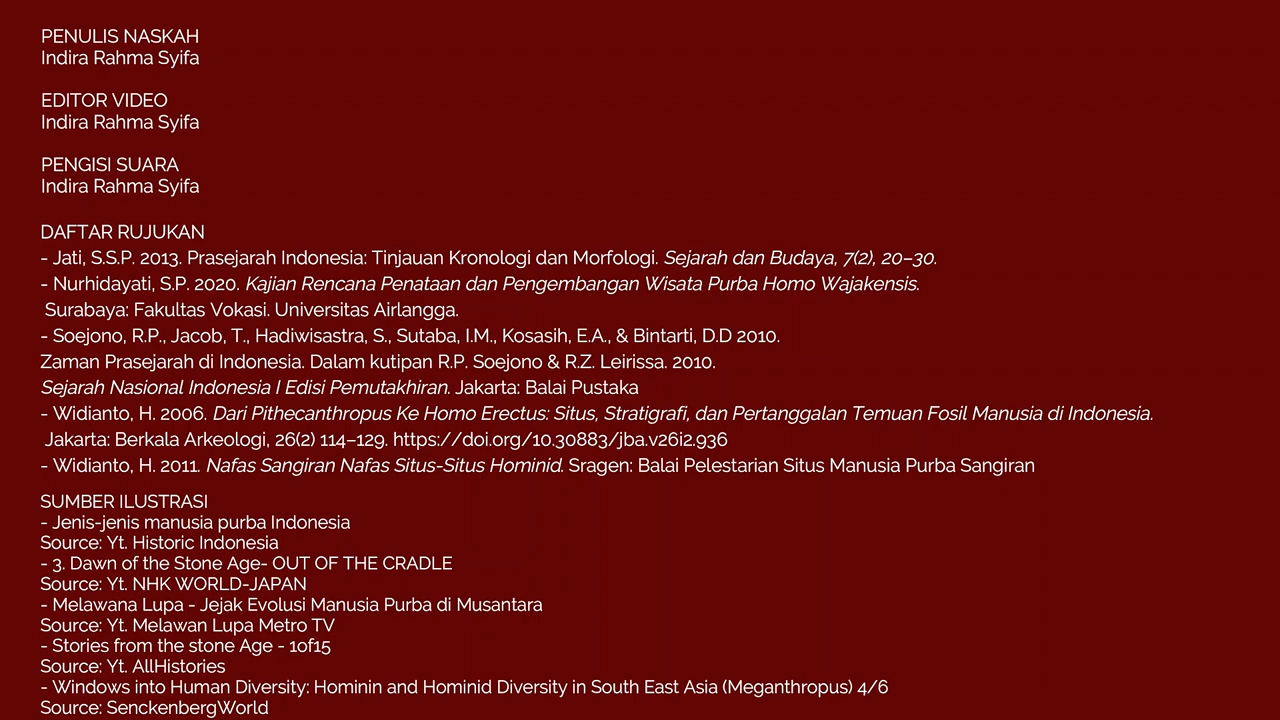 PENULIS NASKAH
Indira Rahma Syifa
EDITOR VIDEO
Indira Rahma Syifa
PENGISI SUARA
Indira Rahma Syifa
DAFTAR RUJUKAN
- Jati, S.S.P. 2013. Prasejarah Indonesia: Tinjauan Kronologi dan Morfologi. Sejarah dan Budaya, 7(2), 20–30.
- Nurhidayati, S.P. 2020. Kajian Rencana Penataan dan Pengembangan Wisata Purba Homo Wajakensis.
Surabaya: Fakultas Vokasi. Universitas Airlangga.
- Soejono, R.P., Jacob, T., Hadiwisastra, S., Sutaba, I.M., Kosasih, E.A., & Bintarti, D.D 2010.
Zaman Prasejarah di Indonesia. Dalam kutipan R.P. Soejono & R.Z. Leirissa. 2010.
Sejarah Nasional Indonesia I Edisi Pemutakhiran. Jakarta: Balai Pustaka
- Widianto, H. 2006. Dari Pithecanthropus Ke Homo Erectus: Situs, Stratigrafi, dan Pertanggalan Temuan Fosil Manusia di Indonesia.
Jakarta: Berkala Arkeologi, 26(2) 114–129. https://doi.org/10.30883/jba.v26i2.936
- Widianto, H. 2011. Nafas Sangiran Nafas Situs-Situs Hominid. Sragen: Balai Pelestarian Situs Manusia Purba Sangiran
SUMBER ILUSTRASI
- Jenis-jenis manusia purba Indonesia
Source: Yt. Historic Indonesia
- 3. Dawn of the Stone Age- OUT OF THE CRADLE
Source: Yt. NHK WORLD-JAPAN
- Melawana Lupa - Jejak Evolusi Manusia Purba di Musantara
Source: Yt. Melawan Lupa Metro TV
- Stories from the stone Age - 1of15
Source: Yt. AllHistories
- Windows into Human Diversity: Hominin and Hominid Diversity in South East Asia (Meganthropus) 4/6
Source: SenckenbergWorld